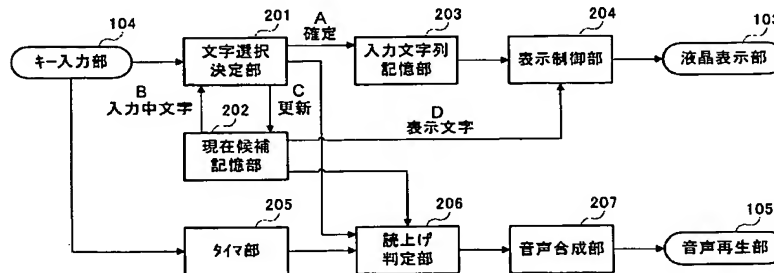 104
キー入力部
201
文字選択
決定部
A
確定
203
入力文字列
記憶部
204
表示制御部
103
液晶表示部
B
入力中文字
C
更新
D
表示文字
202
現在候補
記憶部
205
タイマ部
206
読上げ
判定部
207
音声合成部
105
音声再生部